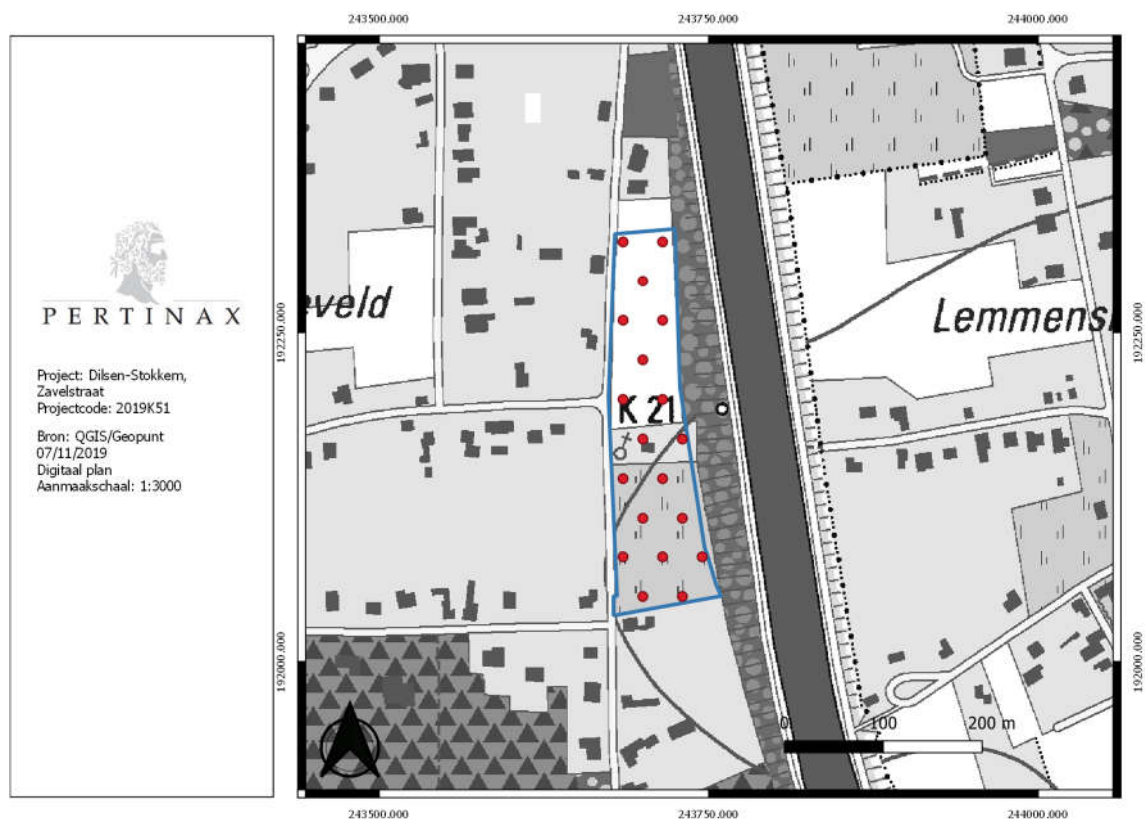 243500.000
243750.000
244000.000
PERTINAX
Project: Dilsen-Stokkem,
Zavelstraat
Projectcode: 2019K51
Bron: QGIS/Geopunt
07/11/2019
Digitaal plan
Aanmaakschaal: 1:3000
192250.000
eveld
Lemmens
192250.000
K 21
192000.000
192000.000
0
100
200 m
243500.000
243750.000
244000.000